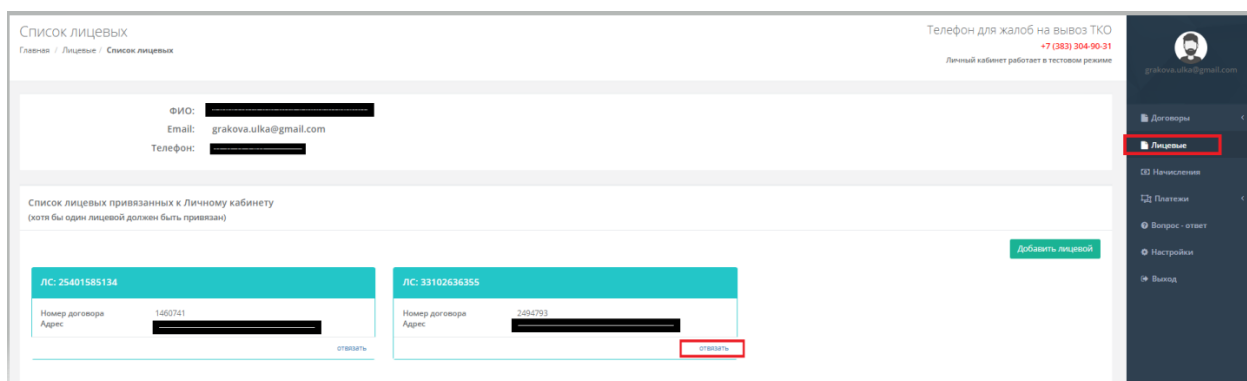 Список лицевых
Главная / Лицевые / Список лицевых
Телефон для жалоб на вывоз ТКО
+7 (383) 304-90-31
Личный кабинет работает в тестовом режиме
grakova.ulka@gmail.com
ФИО:
Email: grakova.ulka@gmail.com
Телефон:
Список лицевых привязанных к Личному кабинету
(хотя бы один лицевой должен быть привязан)
Добавить лицевой
ЛС: 25401585134
Номер договора 1460741
Адрес
отвязать
ЛС: 33102636355
Номер договора 2494793
Адрес
отвязать
Договоры
Лицевые
Начисления
Платежи
Вопрос - ответ
Настройки
Выход